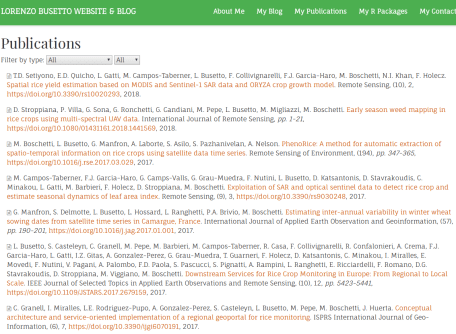 LORENZO BUSETTO WEBSITE & BLOG
About Me My Blog My Publications My R Packages My Contact
Publications
Filter by type: All All
T.D. Setiyono, E.D. Quicho, L. Gatti, M. Campos-Taberner, L. Busetto, F. Collivignarelli, F.J. Garcia-Haro, M. Boschetti, N.I. Khan, F. Holecz.
Spatial rice yield estimation based on MODIS and Sentinel-1 SAR data and ORYZA crop growth model. Remote Sensing, (10), 2,
https://doi.org/10.3390/rs10020293, 2018.
D. Stroppiana, P. Villa, G. Sona, G. Ronchetti, G. Candiani, M. Pepe, L. Busetto, M. Migliazzi, M. Boschetti. Early season weed mapping in
rice crops using multi-spectral UAV data. International Journal of Remote Sensing, pp. 1-21,
https://doi.org/10.1080/01431161.2018.1441569, 2018.
M. Boschetti, L. Busetto, G. Manfron, A. Laborte, S. Asilo, S. Pazhanivelan, A. Nelson. PhenoRice: A method for automatic extraction of
spatio-temporal information on rice crops using satellite data time series. Remote Sensing of Environment, (194), pp. 347-365,
https://doi.org/10.1016/j.rse.2017.03.029, 2017.
M. Campos-Taberner, F.J. Garcia-Haro, G. Camps-Valls, G. Grau-Muedra, F. Nutini, L. Busetto, D. Katsantonis, D. Stavrakoudis, C.
Minakou, L. Gatti, M. Barbieri, F. Holecz, D. Stroppiana, M. Boschetti. Exploitation of SAR and optical sentinel data to detect rice crop and
estimate seasonal dynamics of leaf area index. Remote Sensing, (9), 3, https://doi.org/10.3390/rs9030248, 2017.
G. Manfron, S. Delmotte, L. Busetto, L. Hossard, L. Ranghetti, P.A. Brivio, M. Boschetti. Estimating inter-annual variability in winter wheat
sowing dates from satellite time series in Camargue, France. International Journal of Applied Earth Observation and Geoinformation, (57),
pp. 190-201, https://doi.org/10.1016/j.jag.2017.01.001, 2017.
L. Busetto, S. Casteleyn, C. Granell, M. Pepe, M. Barbieri, M. Campos-Taberner, R. Casa, F. Collivignarelli, R. Confalonieri, A. Crema, F.J.
Garcia-Haro, L. Gatti, I.Z. Gitas, A. Gonzalez-Perez, G. Grau-Muedra, T. Guarneri, F. Holecz, D. Katsantonis, C. Minakou, I. Miralles, E.
Movedi, F. Nutini, V. Pagani, A. Palombo, F.D. Paola, S. Pascucci, S. Pignatti, A. Rampini, L. Ranghetti, E. Ricciardelli, F. Romano, D.G.
Stavrakoudis, D. Stroppiana, M. Viggiano, M. Boschetti. Downstream Services for Rice Crop Monitoring in Europe: From Regional to Local
Scale. IEEE Journal of Selected Topics in Applied Earth Observations and Remote Sensing, (10), 12, pp. 5423-5441,
https://doi.org/10.1109/JSTARS.2017.2679159, 2017.
C. Granell, I. Miralles, L.E. Rodriguez-Pupo, A. Gonzalez-Perez, S. Casteleyn, L. Busetto, M. Pepe, M. Boschetti, J. Huerta. Conceptual
architecture and service-oriented implementation of a regional geoportal for rice monitoring. ISPRS International Journal of Geo-
Information, (6), 7, https://doi.org/10.3390/ijgi6070191, 2017.